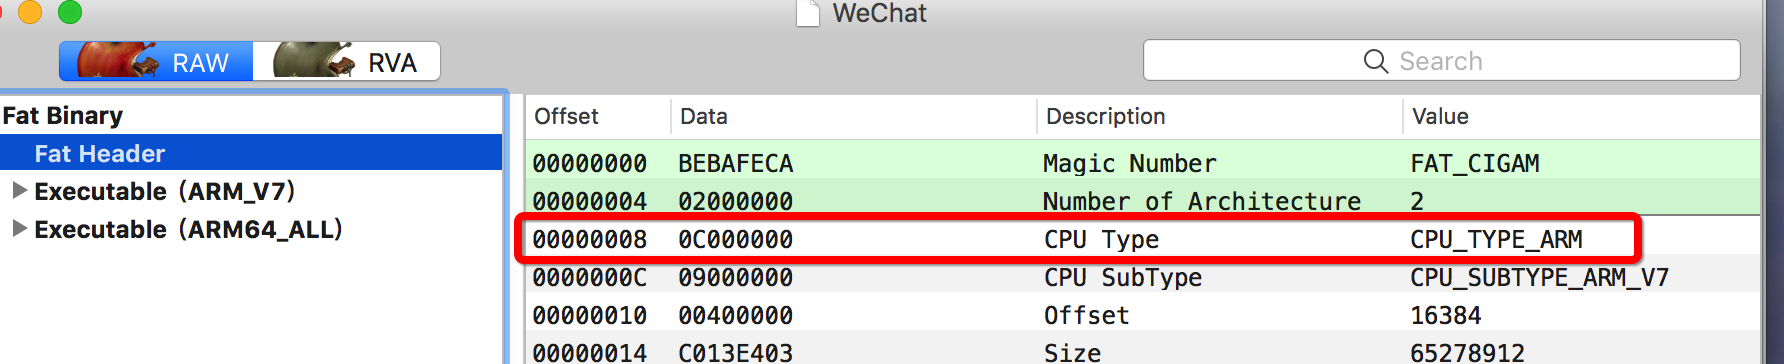 WeChat
RAW RVA Search
Fat Binary
Fat Header
Executable (ARM_V7)
Executable (ARM64_ALL)
Offset Data Description Value
00000000 BEBAFECA Magic Number FAT_CIGAM
00000004 02000000 Number of Architecture 2
00000008 0C000000 CPU Type CPU_TYPE_ARM
0000000C 09000000 CPU SubType CPU_SUBTYPE_ARM_V7
00000010 00400000 Offset 16384
00000014 C013E403 Size 65278912